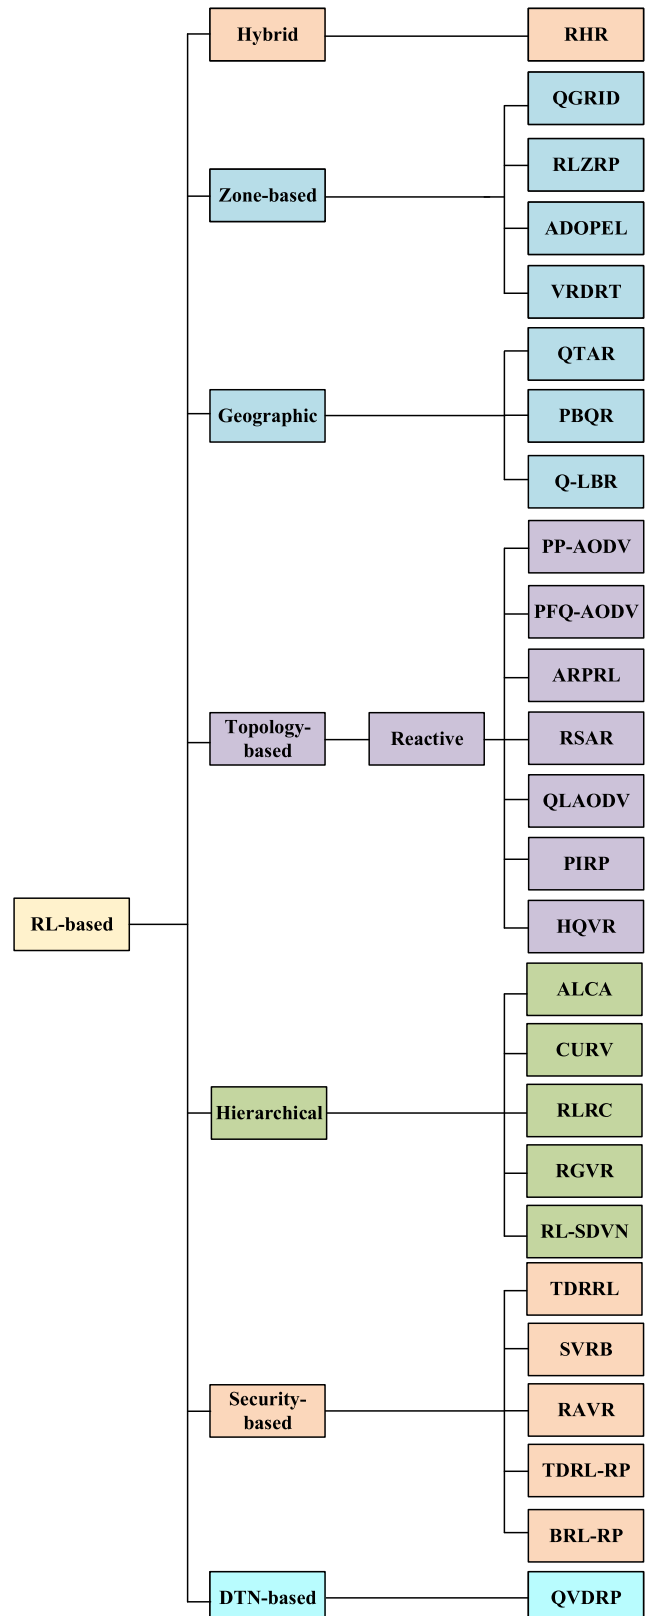 Hybrid
RHR
QGRID
RLZRP
Zone-based
ADOPEL
VRDRT
QTAR
Geographic
PBQR
Q-LBR
PP-AODV
PFQ-AODV
ARPRL
Topology-
based
Reactive
RSAR
QLAODV
PIRP
RL-based
HQVR
ALCA
CURV
Hierarchical
RLRC
RGVR
RL-SDVN
TDRRL
SVRB
Security-
based
RAVR
TDRL-RP
BRL-RP
DTN-based
QVDRP